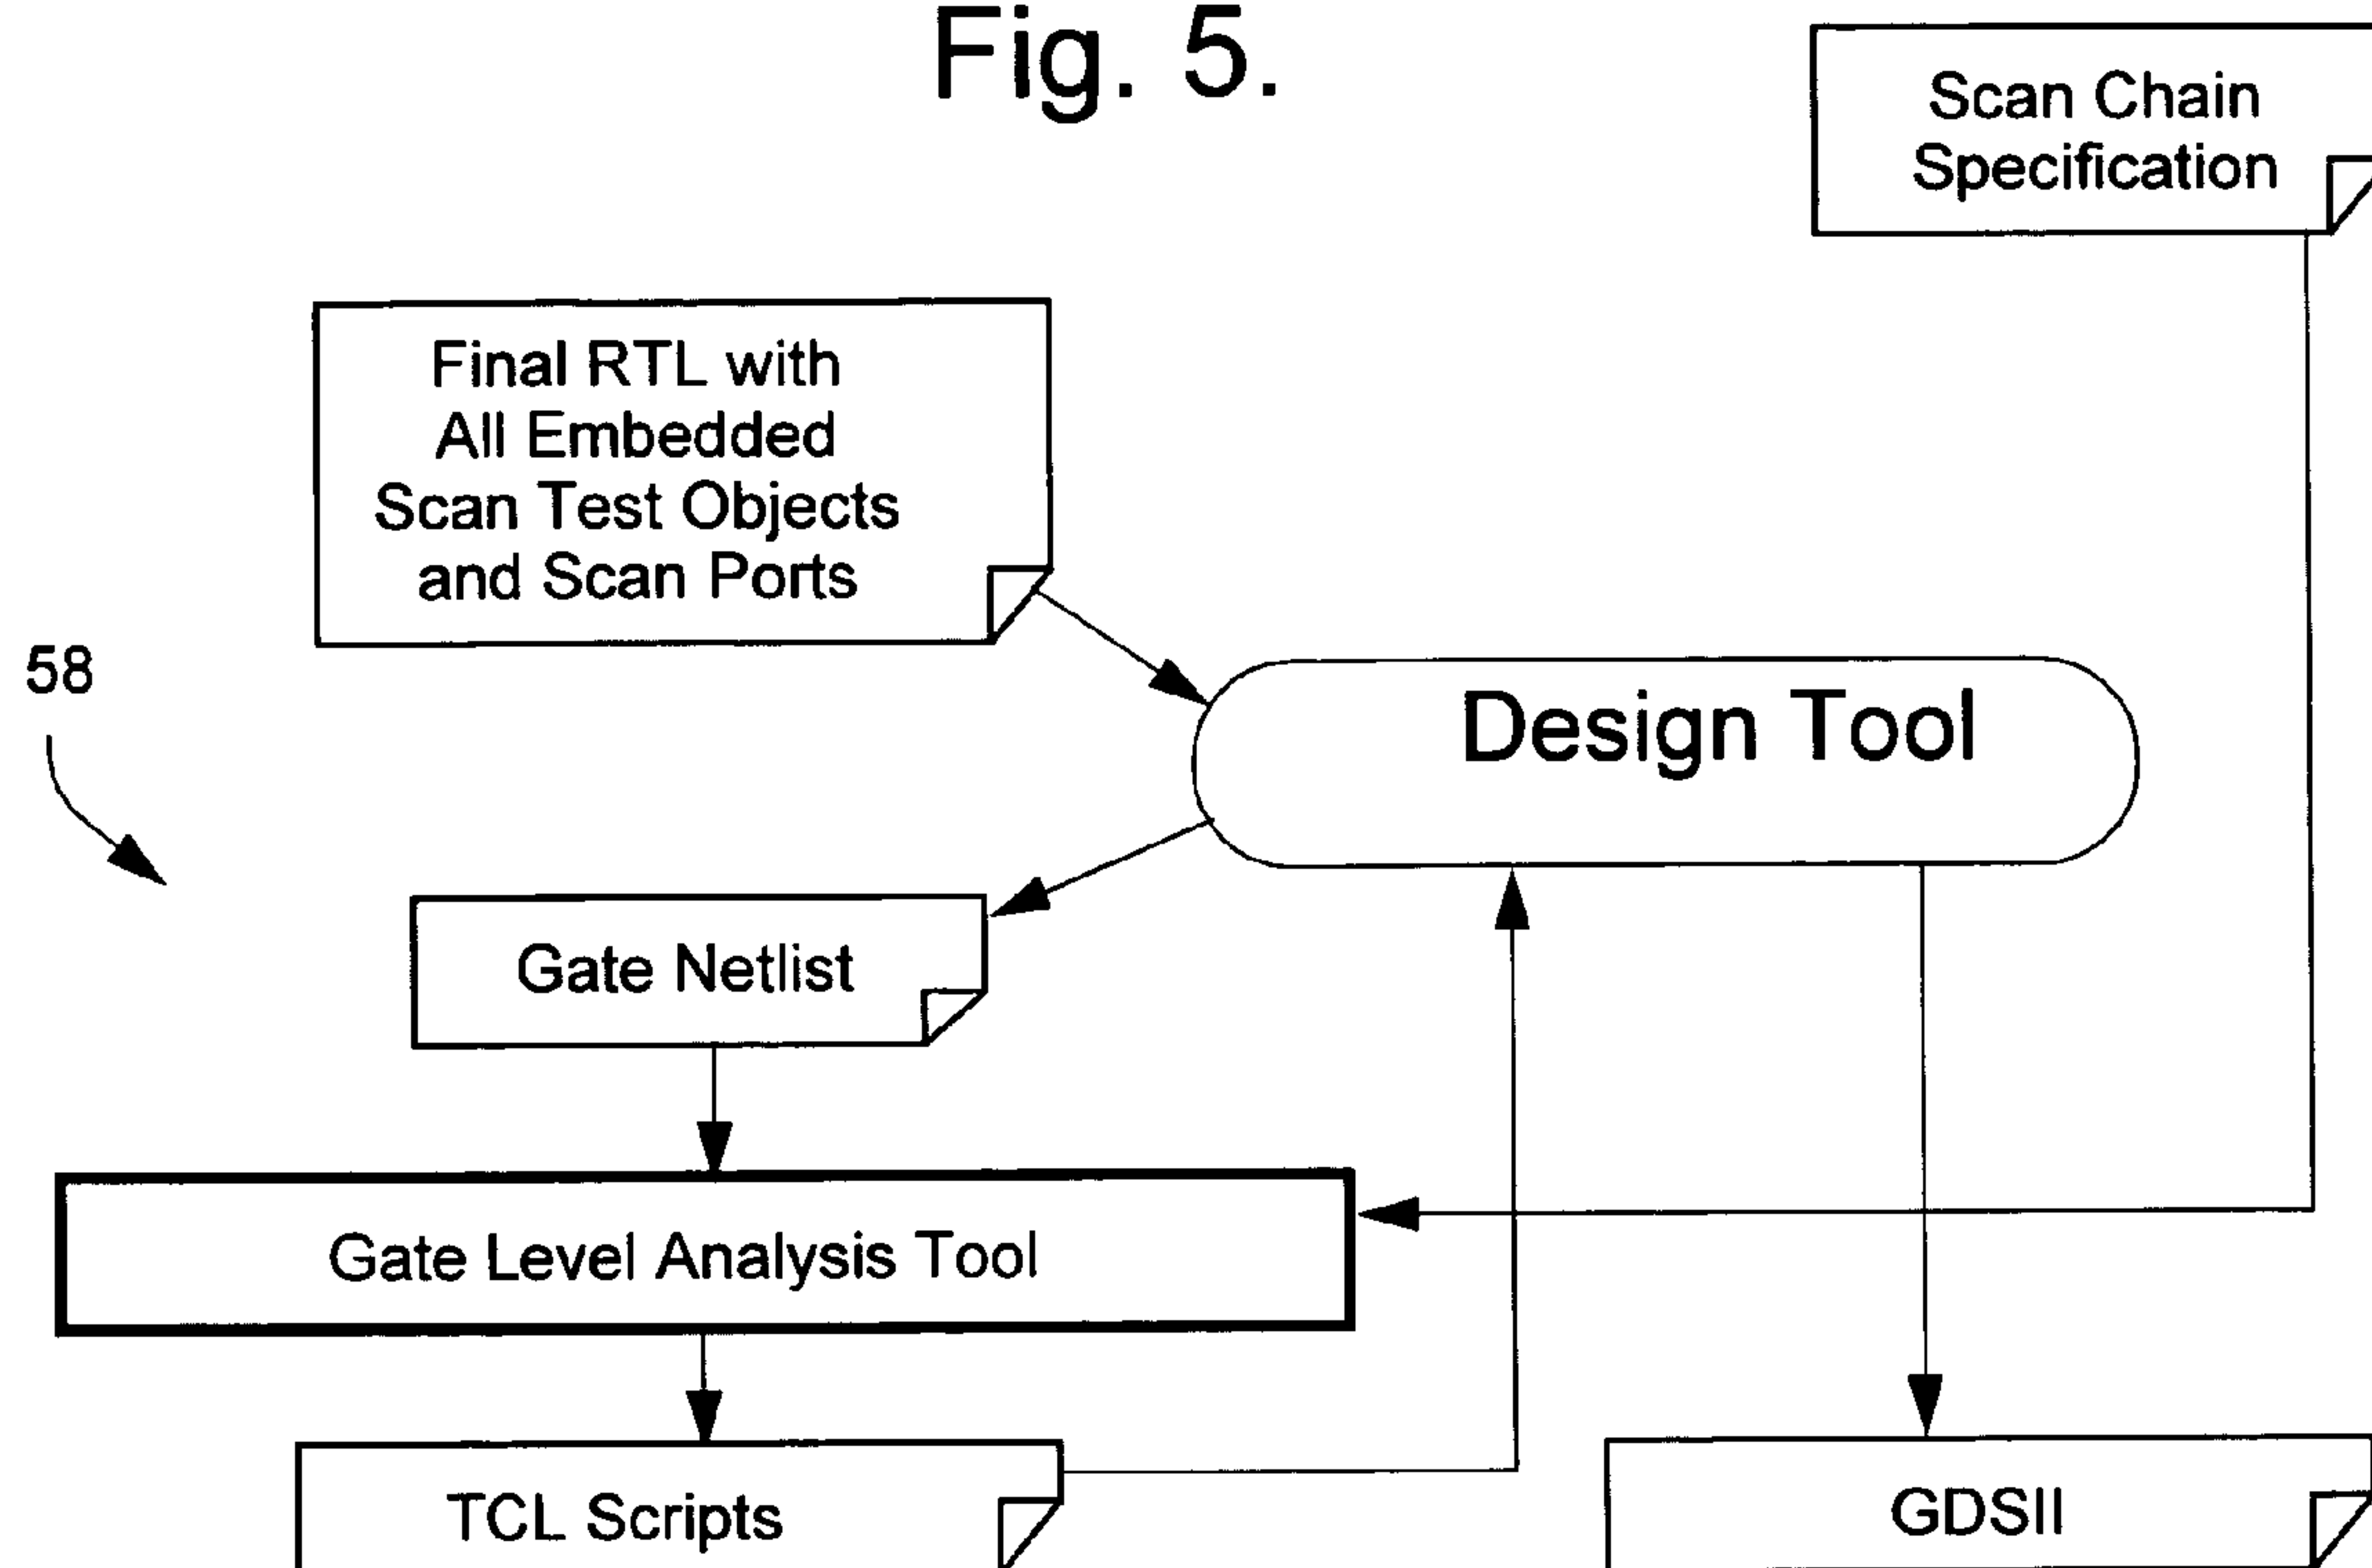 Fig. 5.
Scan Chain
Specification
Final RTL with
All Embedded
Scan Test Objects
and Scan Ports
58
Design Tool
Gate Netlist
Gate Level Analysis Tool
TCL Scripts
GDSII